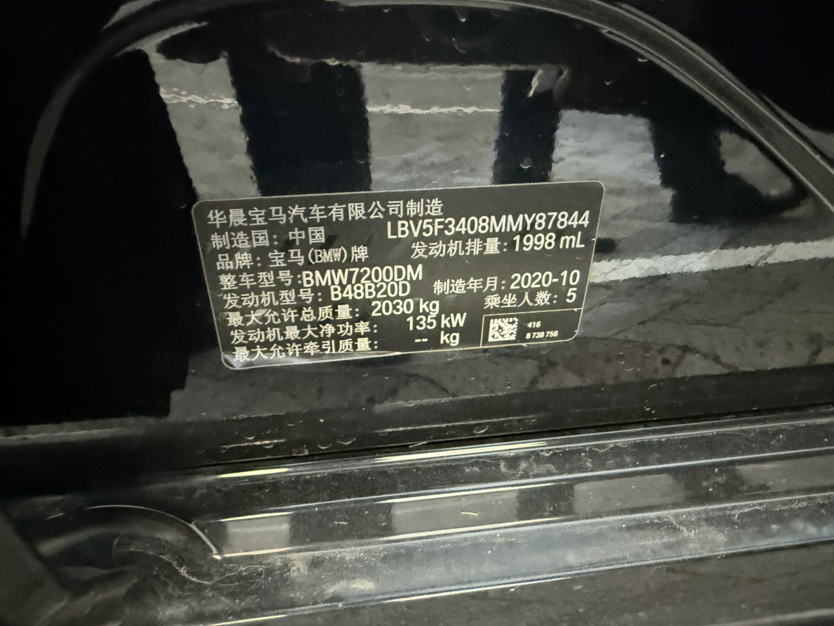 华晨宝马汽车有限公司制造
制造国：中国 LBV5F3408MMY87844
品牌：宝马(BMW)牌 发动机排量：1998 mL
整车型号：BMW7200DM
发动机型号：B48B20D 制造年月：2020-10
最大允许总质量：2030 kg 乘坐人数：5
发动机最大净功率：135 kW
最大允许牵引质量：-- kg
416
8 738 756